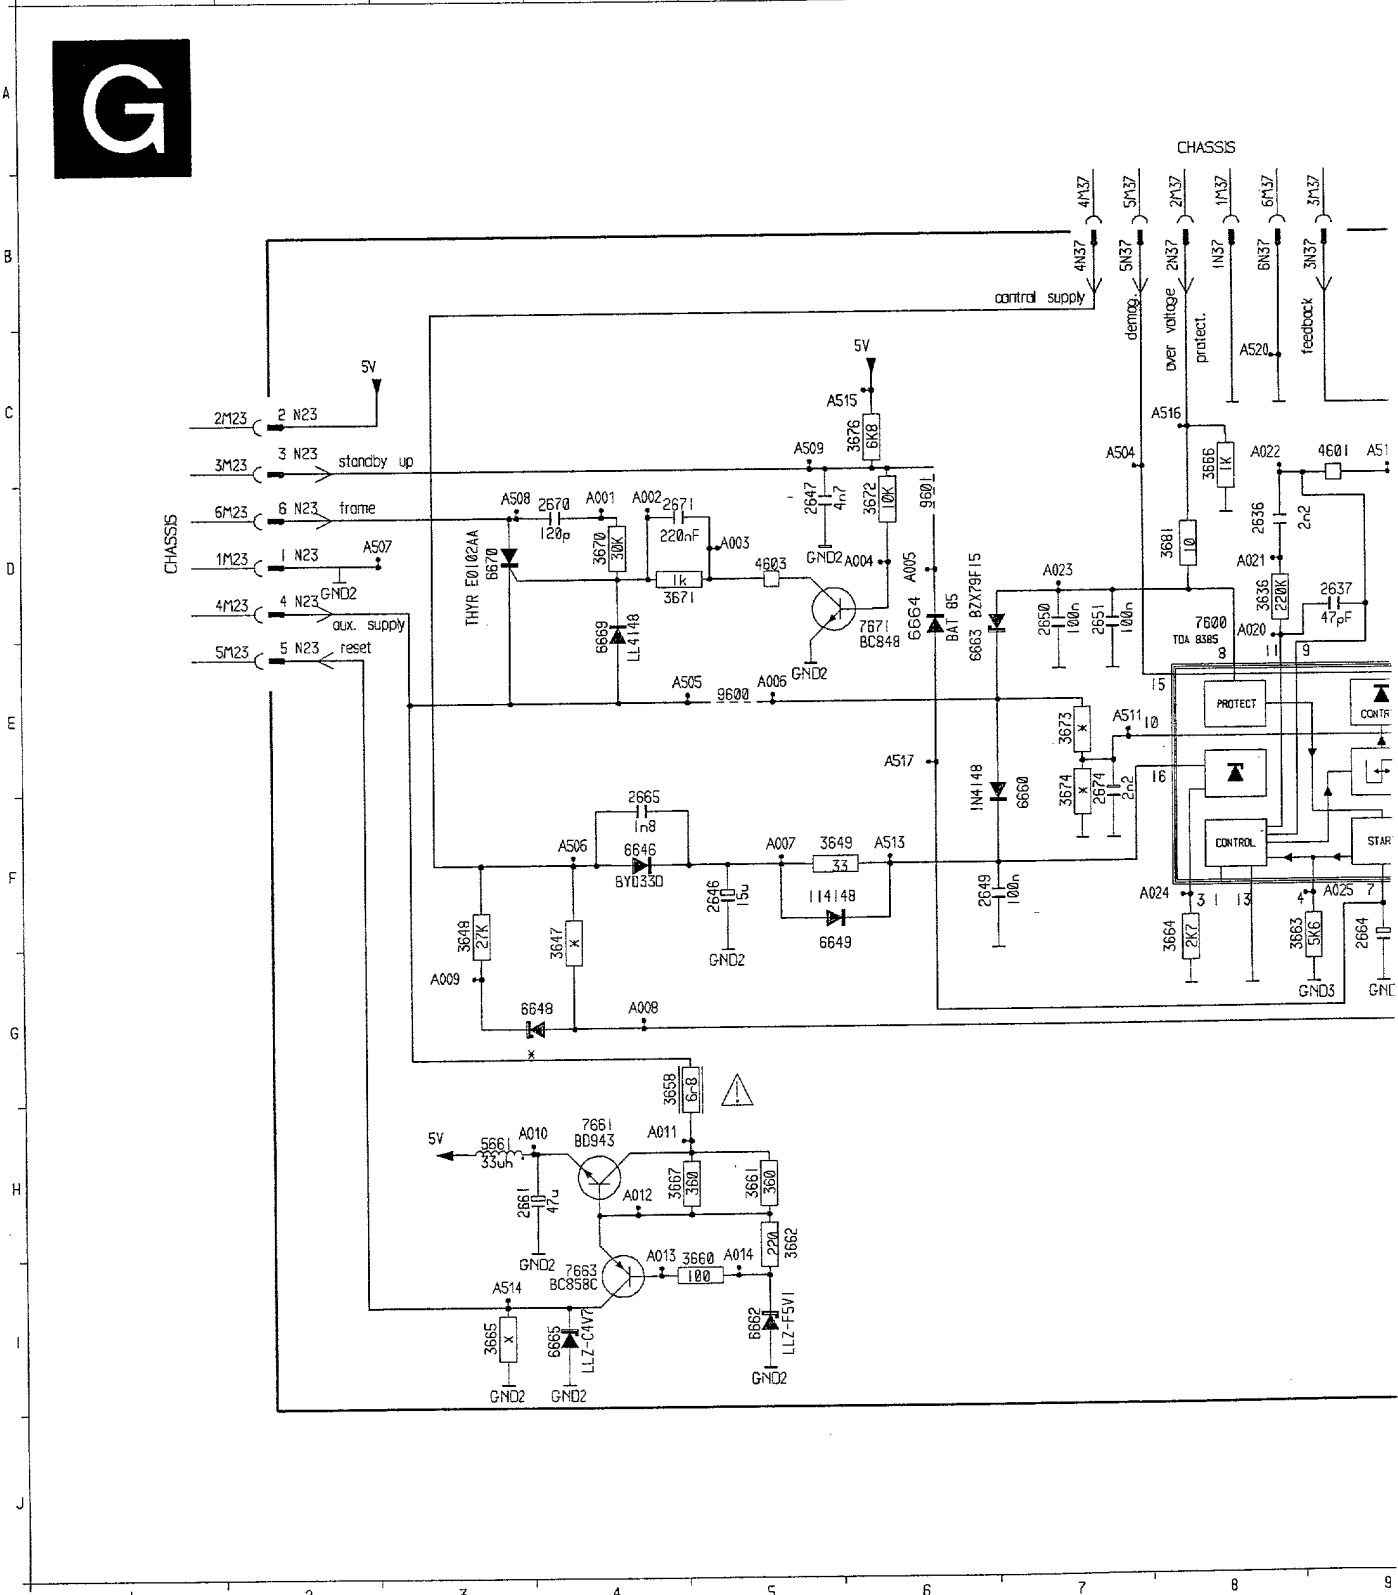 G
A
B
C
D
E
F
G
H
I
J
CHASSIS
4M37 5M37 2M37 1M37 6M37 3M37
4N37 5N37 2N37 1N37 6N37 3N37
control supply
demag.
over voltage
protect.
feedback
A520
5V
5V
A515
A516
2M23 2 N23
3M23 3 N23 standby up
6M23 6 N23 frame
1M23 1 N23 A507
GND2
4M23 4 N23
aux. supply
5M23 5 N23 reset
CHASSIS
A509
3676 6K8
A504
3666 1K
A022 4601 A51
A508 2670 A001 A002 2671
120p 220nF
THYR EO102AA
6670
3670 30K
A003
1k
3671
4603
2647 4n7
GND2
3672 10K
9601
A004
A005
7671
BC848
GND2
6664 BAT 85
6663 BZX79F15
A023
2650 100n
2651 100n
3681 10
2636 2n2
A021
3636 220K
2637
47pF
A020
7600
TDA 8385
8 11 9
6669 LL4148
A505 9600 A006
15
PROTECT
CONTR
3673 *
A511 10
3674 *
2674 2n2
16
A517
1N4148 6660
2665
1n8
A506 6646
BYD33D
A007 3649 A513
33
2646 15u
GND2
114148
6649
2649 100n
CONTROL
STAR
A024 3 1 13 4 A025 7
3664 2K7
3663 5K6
GND3
2664
GND
3648 27K
3647 *
A009
6648
*
A008
3658 6r8
5V 5661
33uh
A010
7661
BD943
A011
2661 47u
GND2
3667 360
3661 360
A012
220 3662
7663
BC858C
A013 3660 A014
100
A514
3665 x
GND2
6665 LLZ-C4V7
GND2
6662 LLZ-F5V1
GND2
2 3 4 5 6 7 8 9